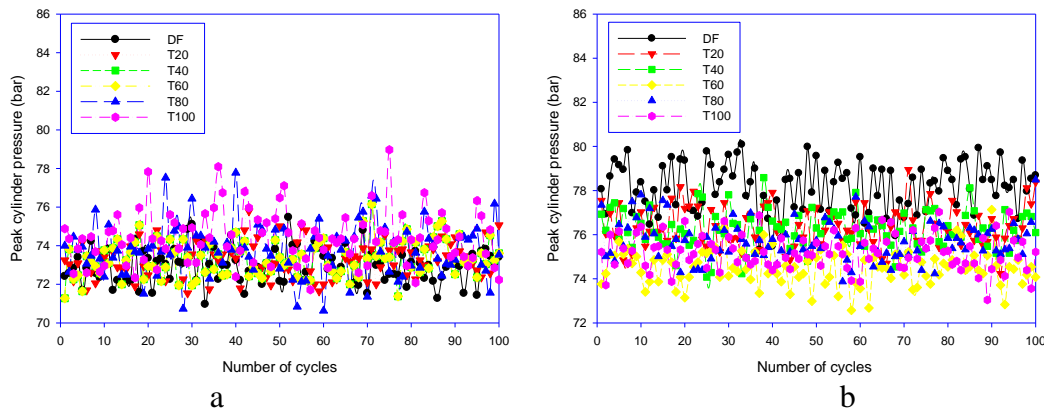 86
84
82
80
78
76
74
72
70
Peak cylinder pressure (bar)
DF
T20
T40
T60
T80
T100
0 10 20 30 40 50 60 70 80 90 100
Number of cycles
a
86
84
82
80
78
76
74
72
Peak cylinder pressure (bar)
DF
T20
T40
T60
T80
T100
0 10 20 30 40 50 60 70 80 90 100
Number of cycles
b